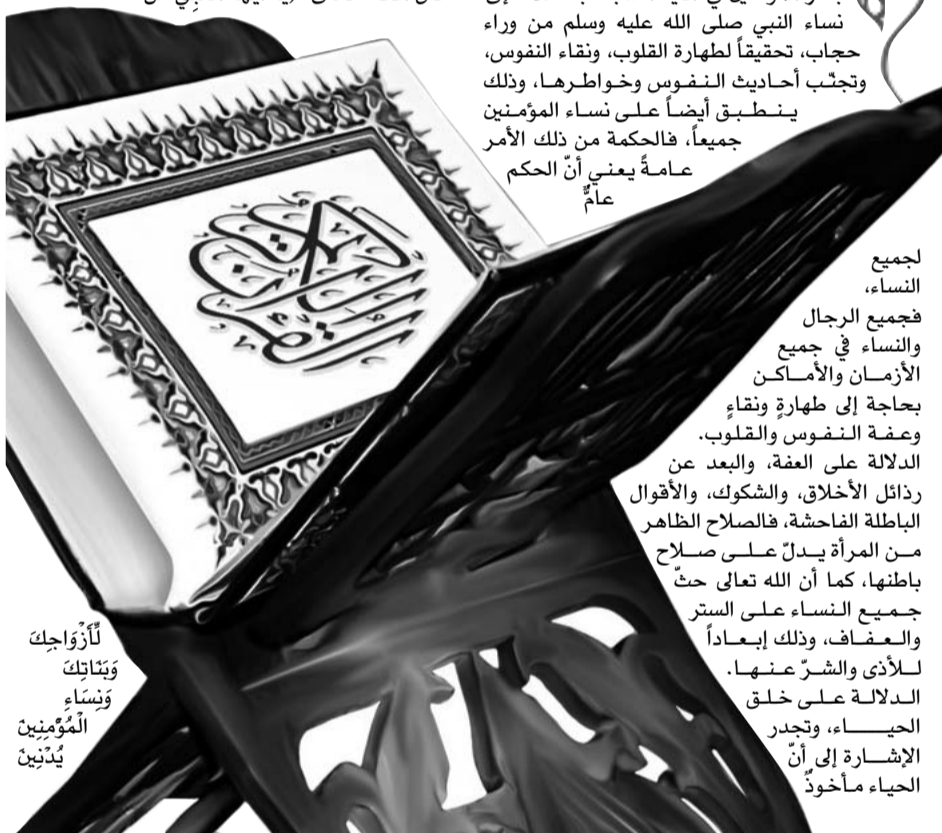 نساء النبي صلى الله عليه وسلم من وراء
حجاب، تحقيقاً لطهارة القلوب، ونقاء النفوس،
وتجنّب أحاديث النفوس وخواطرها، وذلك
ينطبق أيضاً على نساء المؤمنين
جميعاً، فالحكمة من ذلك الأمر
عامةً يعني أنّ الحكم
عامٌّ
لجميع
النساء،
فجميع الرجال
والنساء في جميع
الأزمان والأماكن
بحاجة إلى طهارةٍ ونقاءٍ
وعفة النفوس والقلوب.
الدلالة على العفة، والبعد عن
رذائل الأخلاق، والشكوك، والأقوال
الباطلة الفاحشة، فالصلاح الظاهر
من المرأة يدلّ على صلاح
باطنها، كما أن الله تعالى حثّ
جميع النساء على الستر
والعفاف، وذلك إبعاداً
للأذى والشرّ عنها.
الدلالة على خلق
الحياء، وتجدر
الإشارة إلى أنّ
الحياء مأخوذٌ
القرآن الكريم
لِّأَزْوَاجِكَ
وَبَنَاتِكَ
وَنِسَاءِ
الْمُؤْمِنِينَ
يُدْنِينَ